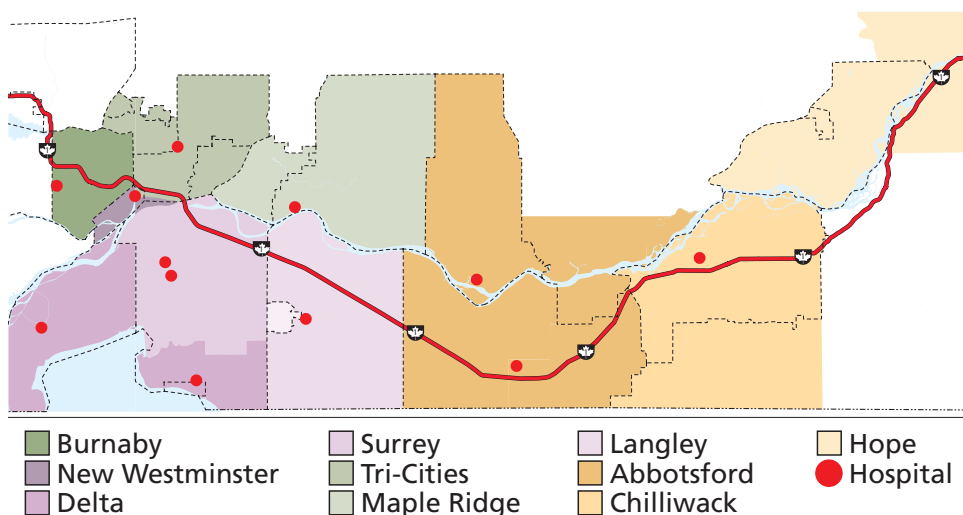 Burnaby
New Westminster
Delta
Surrey
Tri-Cities
Maple Ridge
Langley
Abbotsford
Chilliwack
Hope
Hospital